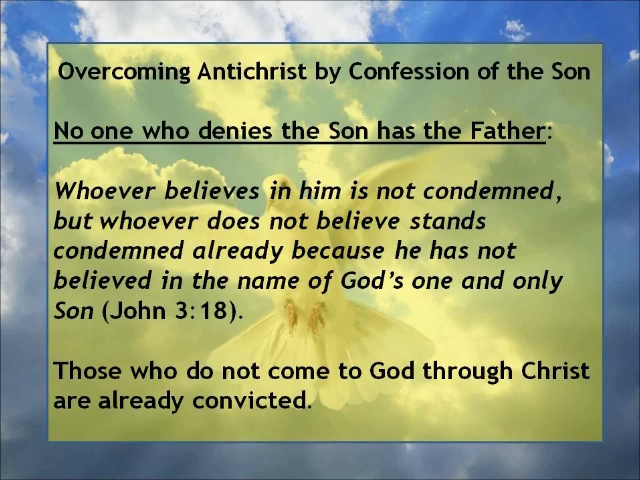 Overcoming Antichrist by Confession of the Son
No one who denies the Son has the Father:
Whoever believes in him is not condemned,
but whoever does not believe stands
condemned already because he has not
believed in the name of God’s one and only
Son (John 3:18).
Those who do not come to God through Christ
are already convicted.